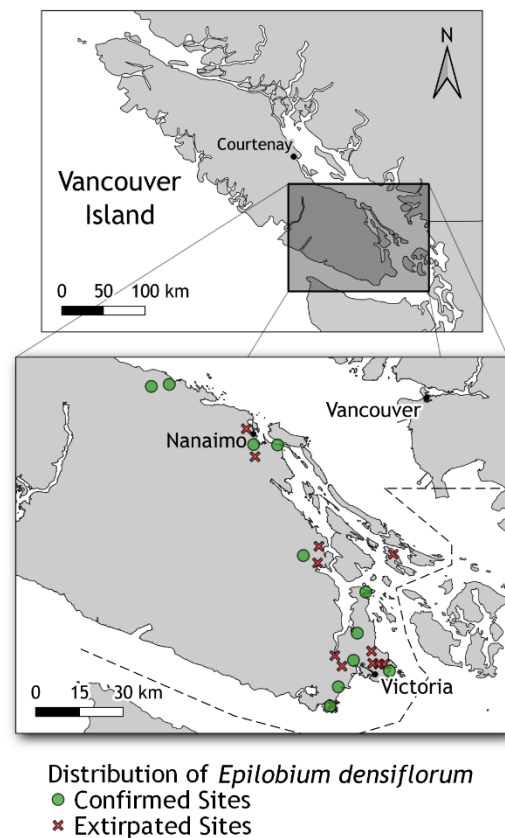 N
Courtenay
Vancouver
Island
0 50 100 km
Vancouver
Nanaimo
Victoria
0 15 30 km
Distribution of Epilobium densiflorum
Confirmed Sites
Extirpated Sites